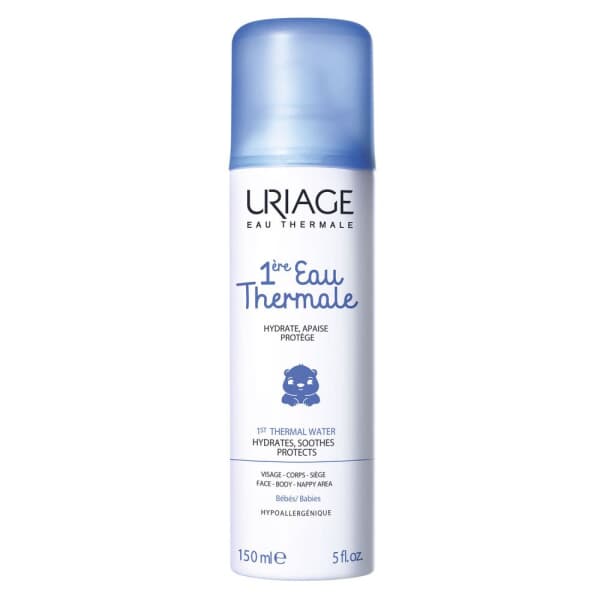 URIAGE
EAU THERMALE
1ère Eau
Thermale
HYDRATE, APAISE
PROTÈGE
1ST THERMAL WATER
HYDRATES, SOOTHES
PROTECTS
VISAGE - CORPS - SIÈGE
FACE - BODY - NAPPY AREA
Bébés/ Babies
HYPOALLERGÉNIQUE
150 ml℮ 5 fl.oz.